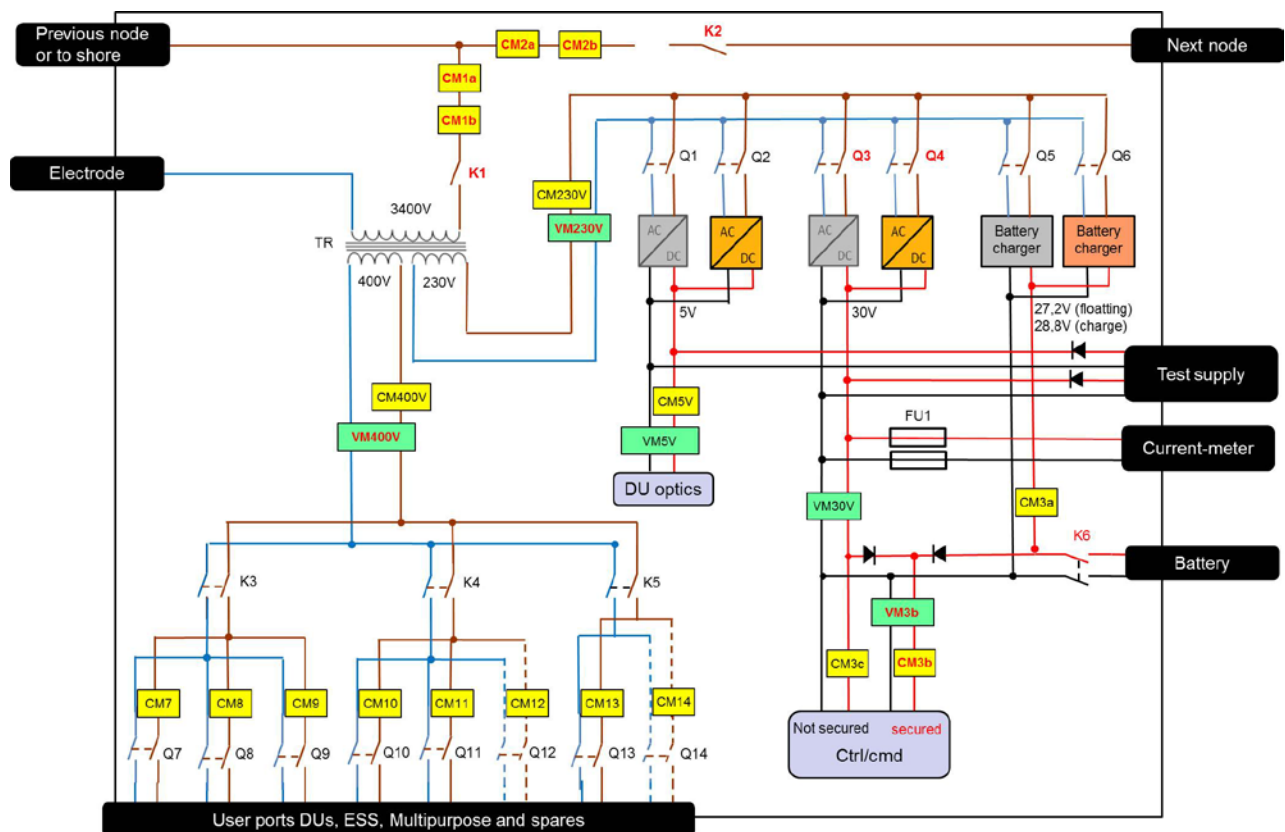 Previous node
or to shore
CM2a
CM2b
K2
Next node
CM1a
CM1b
K1
Electrode
3400V
TR
400V
230V
CM230V
VM230V
Q1
Q2
Q3
Q4
Q5
Q6
AC
DC
AC
DC
AC
DC
AC
DC
Battery
charger
Battery
charger
5V
30V
27,2V (floatting)
28,8V (charge)
Test supply
CM400V
VM400V
CM5V
VM5V
DU optics
FU1
Current-meter
VM30V
CM3a
K6
Battery
K3
K4
K5
VM3b
CM3c
CM3b
CM7
CM8
CM9
CM10
CM11
CM12
CM13
CM14
Q7
Q8
Q9
Q10
Q11
Q12
Q13
Q14
Not secured
secured
Ctrl/cmd
User ports DUs, ESS, Multipurpose and spares